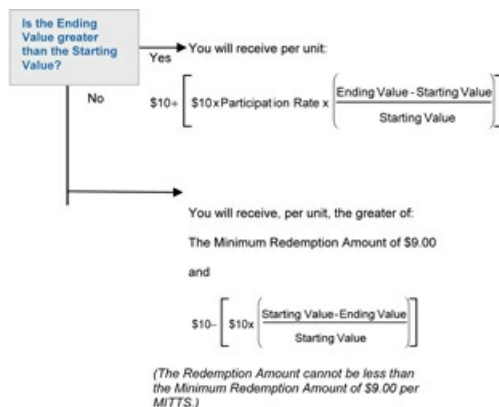 Is the Ending
Value greater
than the Starting
Value?
Yes
You will receive per unit:
No
$10+ [ $10xParticipation Rate x ( Ending Value - Starting Value
Starting Value ) ]
You will receive, per unit, the greater of:
The Minimum Redemption Amount of $9.00
and
$10– [ $10x ( Starting Value-Ending Value
Starting Value ) ]
(The Redemption Amount cannot be less than
the Minimum Redemption Amount of $9.00 per
MITTS.)